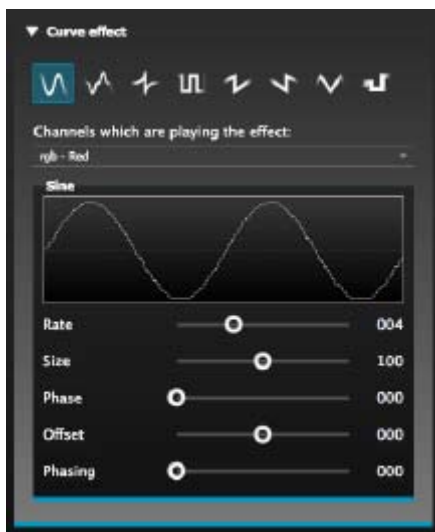 Curve effect
Channels which are playing the effect:
rgb - Red
Sine
Rate 004
Size 100
Phase 000
Offset 000
Phasing 000